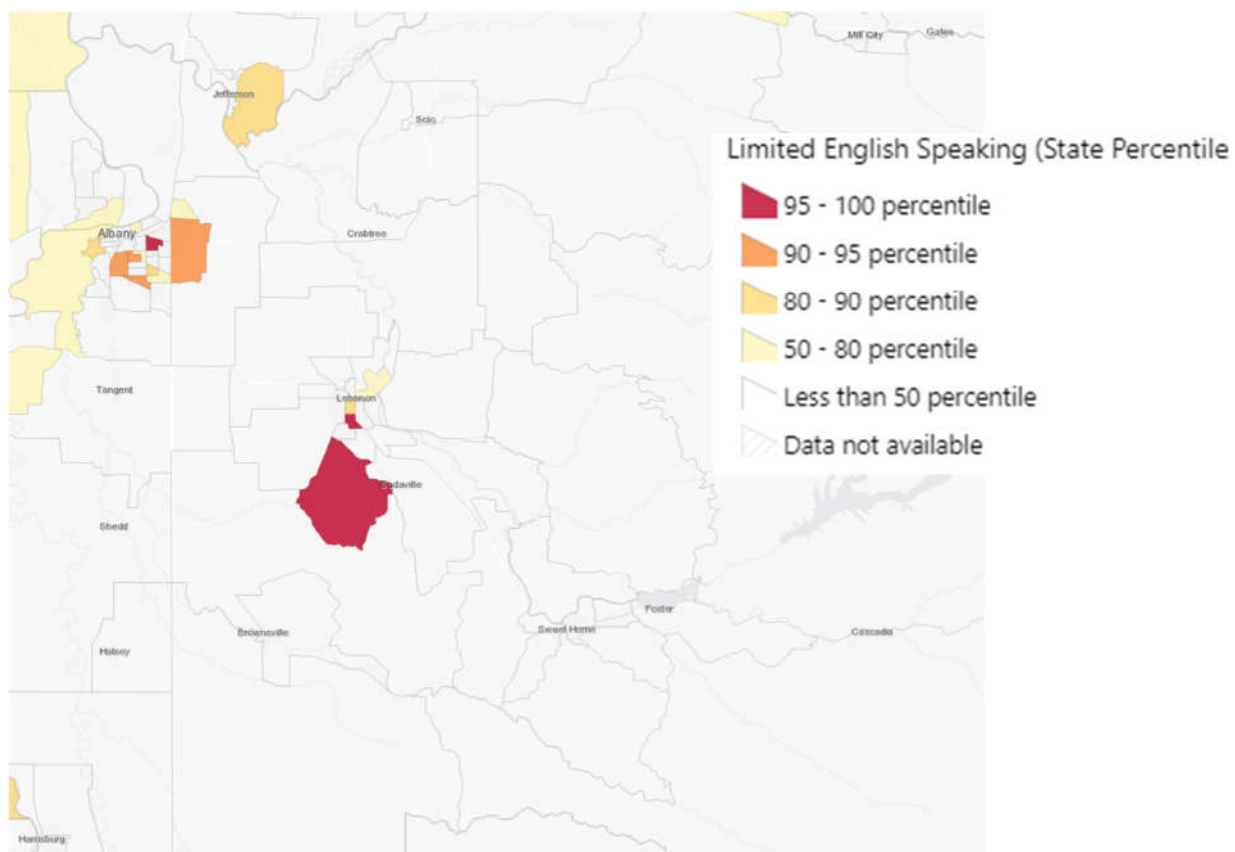 Mill City
Gates
Jefferson
Scio
Limited English Speaking (State Percentile
95 - 100 percentile
Albany
Crabtree
90 - 95 percentile
80 - 90 percentile
50 - 80 percentile
Tangent
Lebanon
Less than 50 percentile
Data not available
Shedd
Foster
Brownsville
Sweet Home
Cascadia
Halsey
Harrisburg